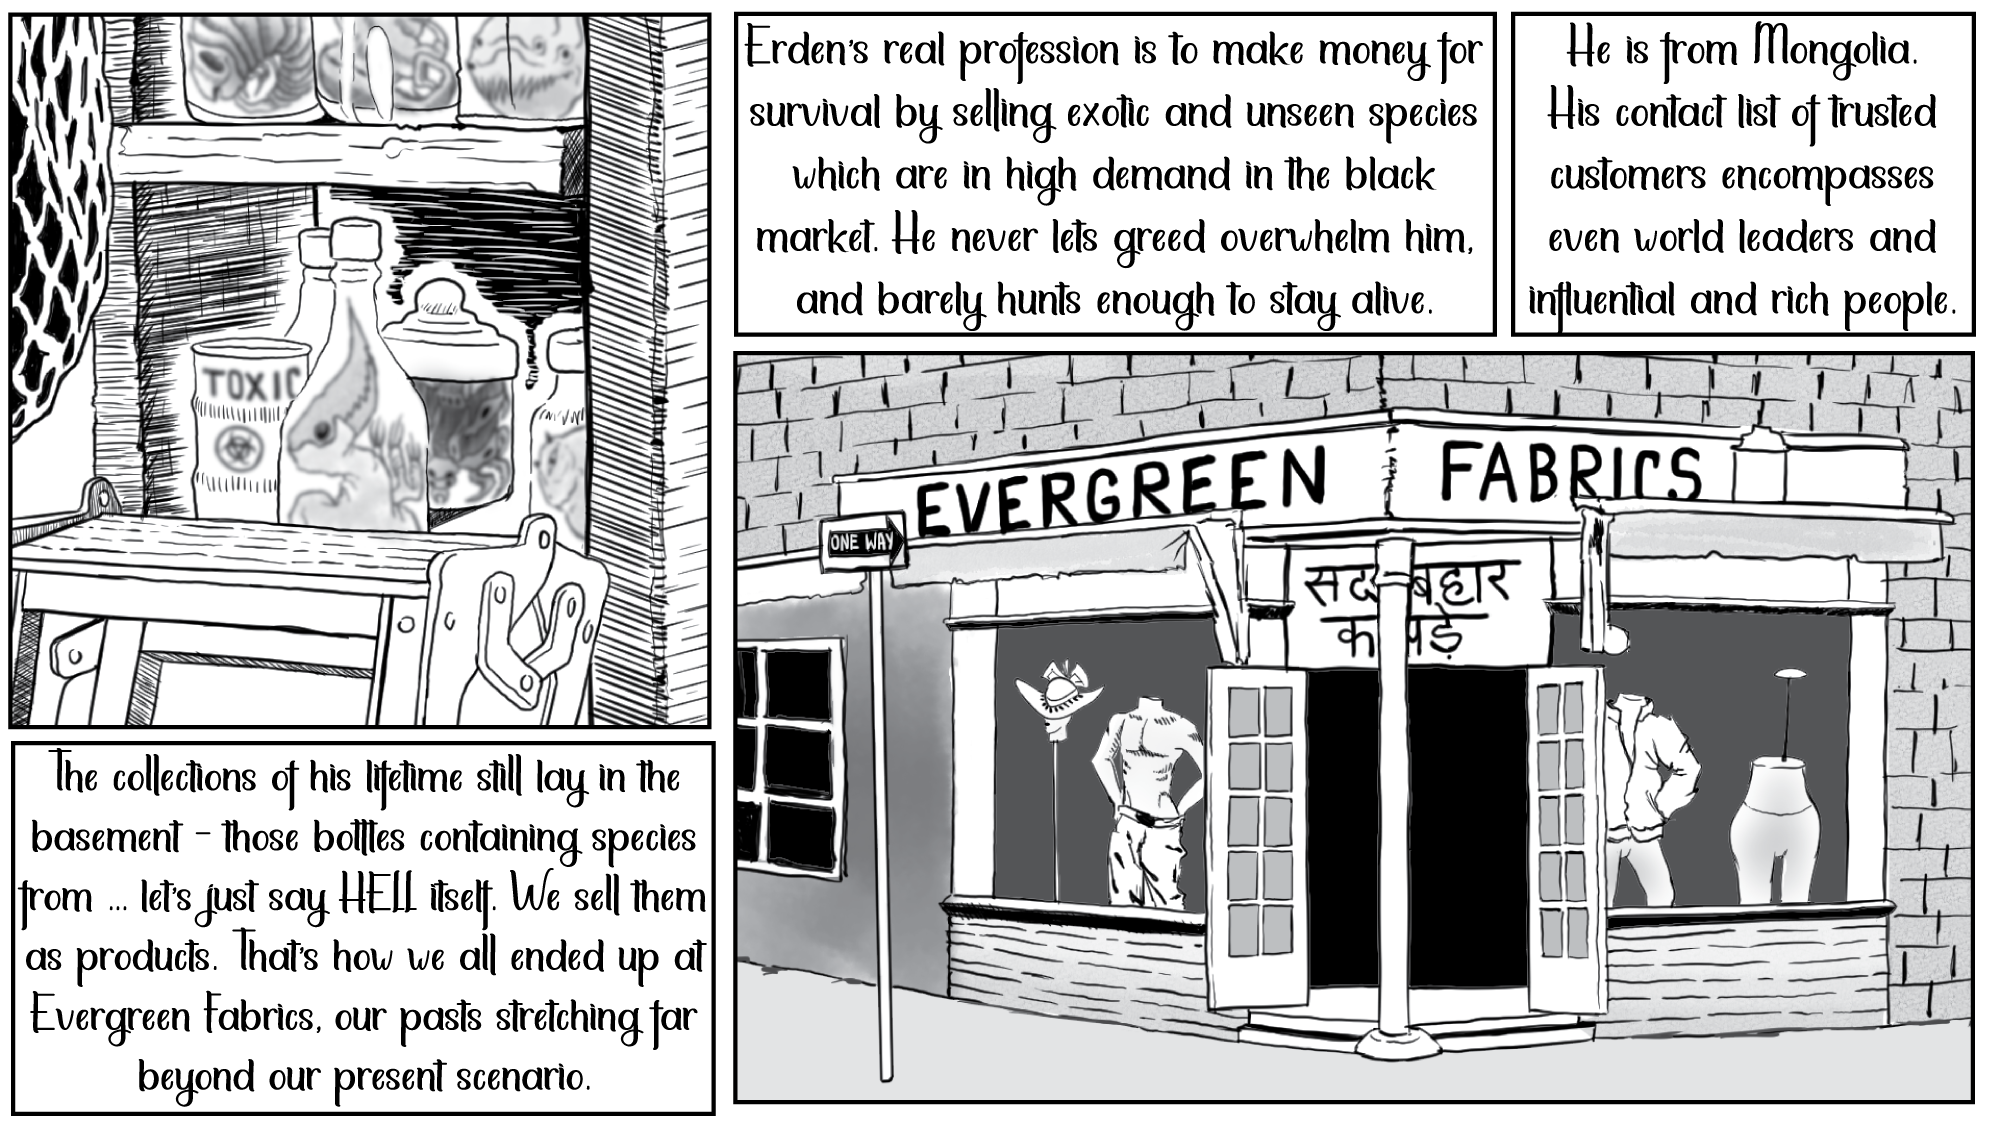 TOXIC
The collections of his lifetime still lay in the
basement - those bottles containing species
from ... let's just say HELL itself. We sell them
as products. That's how we all ended up at
Evergreen Fabrics, our pasts stretching far
beyond our present scenario.
Erden's real profession is to make money for
survival by selling exotic and unseen species
which are in high demand in the black
market. He never lets greed overwhelm him,
and barely hunts enough to stay alive.
He is from Mongolia.
His contact list of trusted
customers encompasses
even world leaders and
influential and rich people.
EVERGREEN FABRICS
ONE WAY
सदाबहार
कपड़े